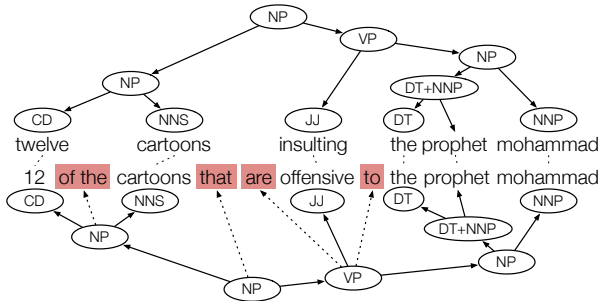 NP
VP
NP NP
DT+NNP
CD NNS JJ DT NNP
twelve cartoons insulting the prophet mohammad
12 of the cartoons that are offensive to the prophet mohammad
CD NNS JJ DT NNP
NP DT+NNP
NP VP NP